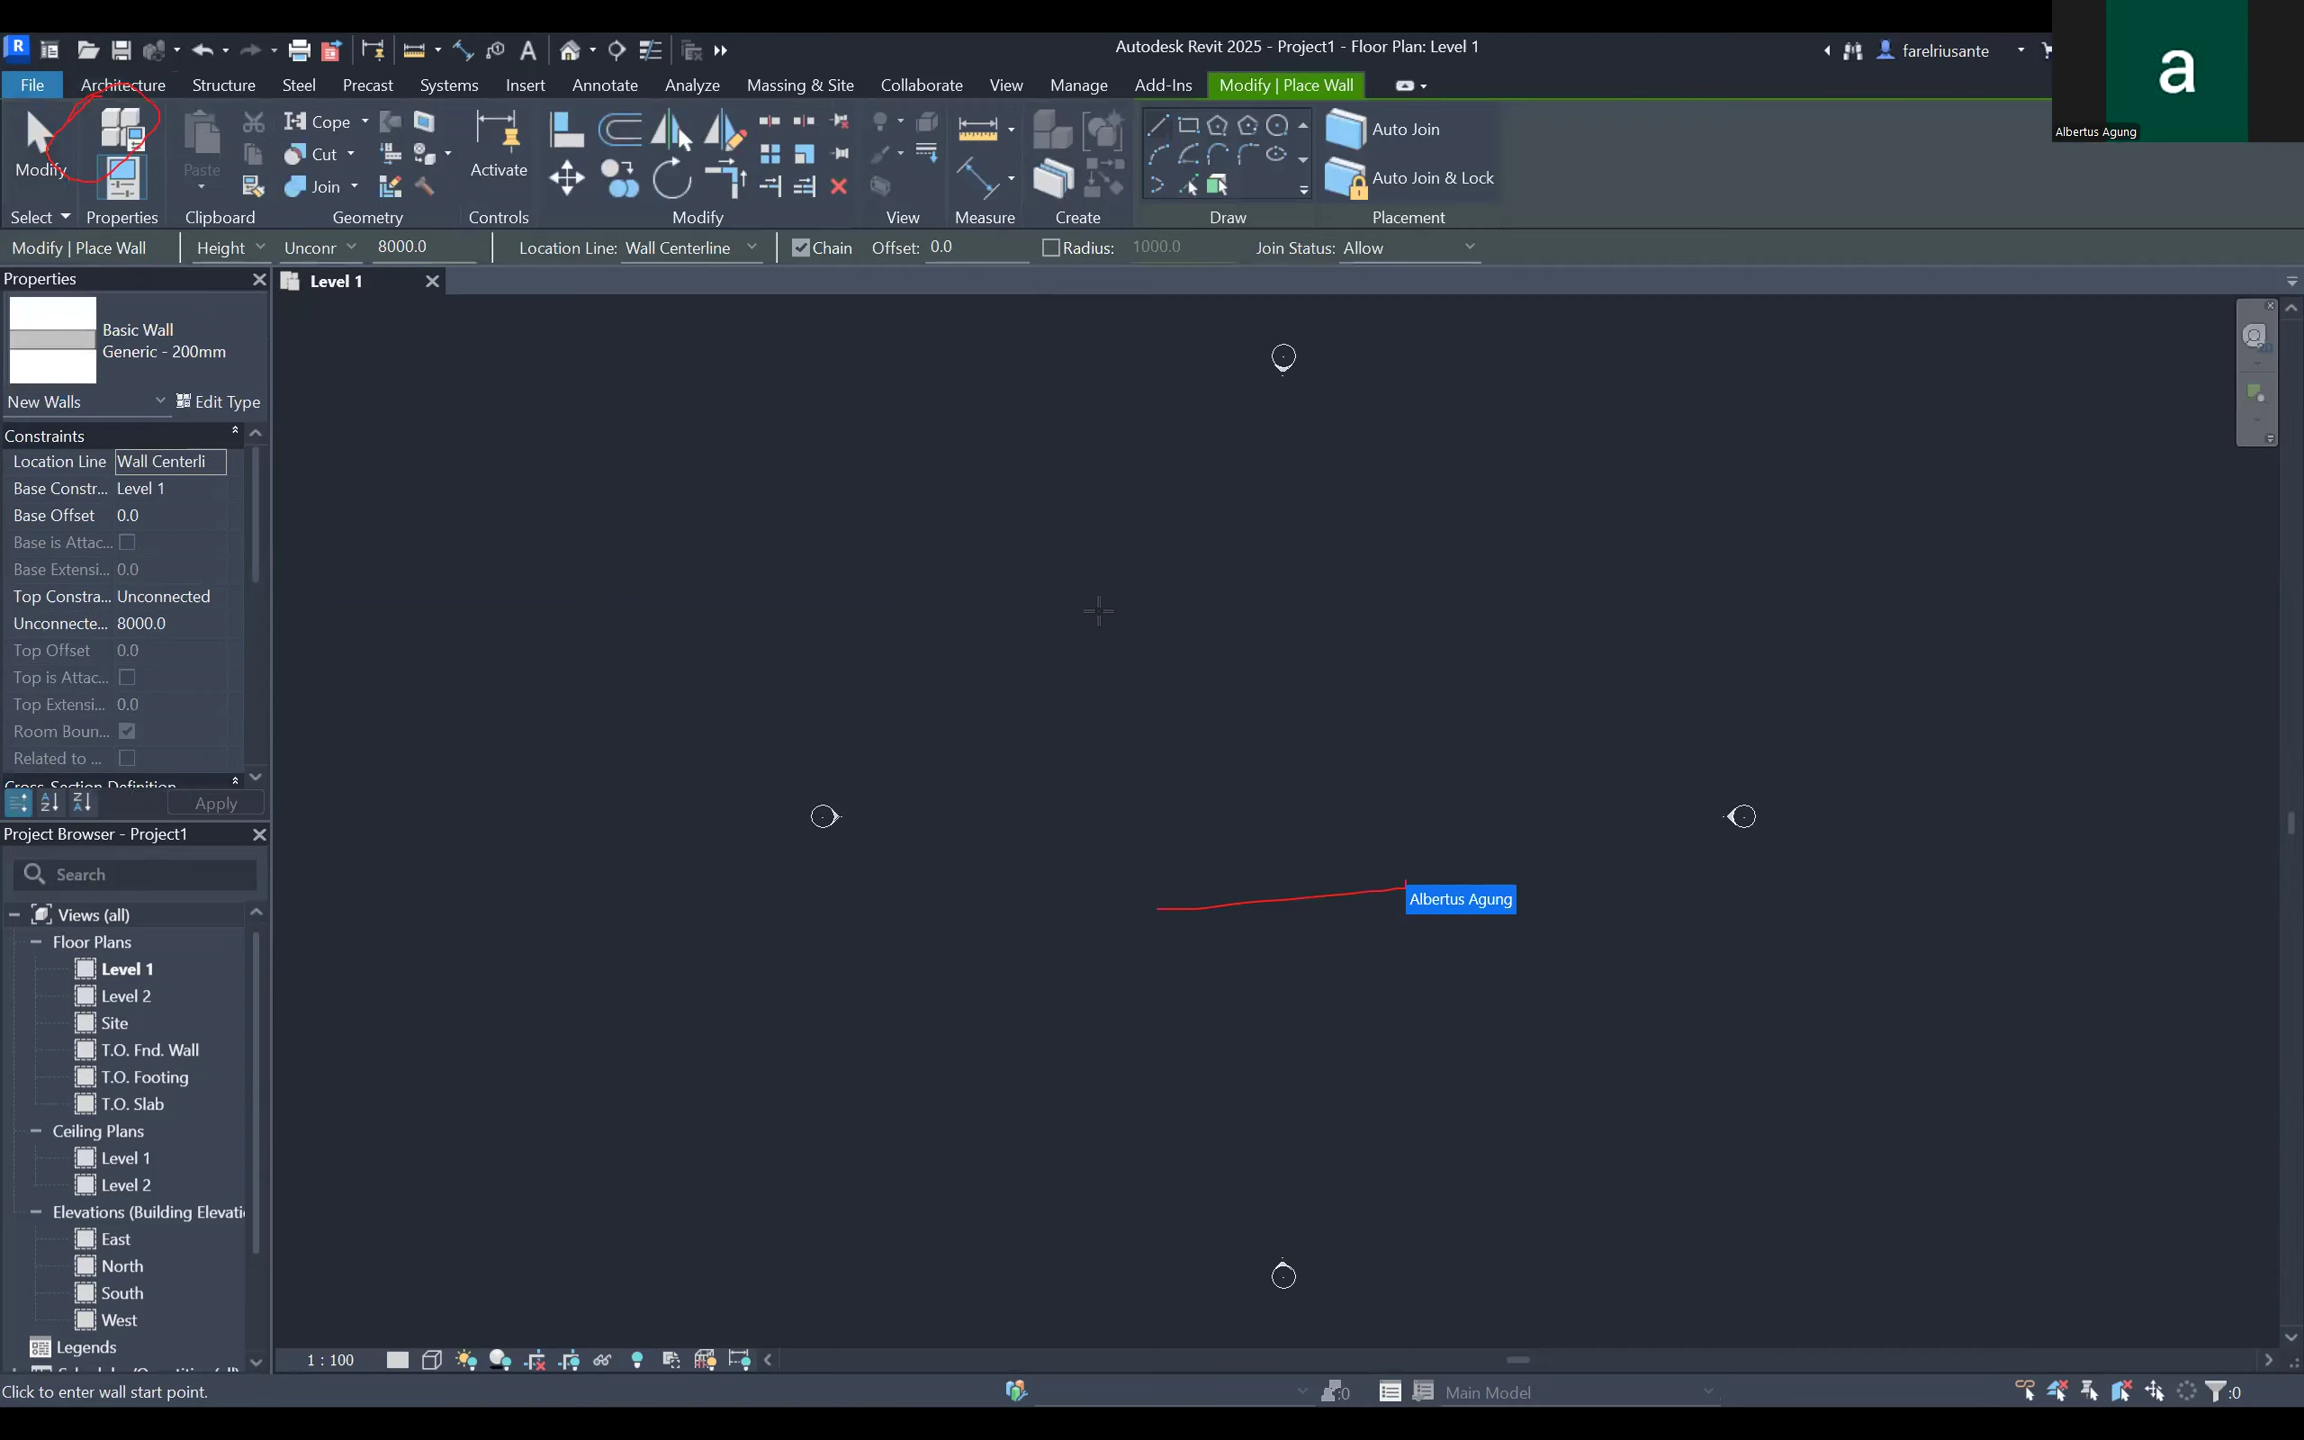 Autodesk Revit 2025 - Project1 - Floor Plan: Level 1
farelriusante
a
Albertus Agung
File
Architecture
Structure
Steel
Precast
Systems
Insert
Annotate
Analyze
Massing & Site
Collaborate
View
Manage
Add-Ins
Modify | Place Wall
Modify
Paste
Cope
Cut
Join
Activate
Auto Join
Auto Join & Lock
Select
Properties
Clipboard
Geometry
Controls
Modify
View
Measure
Create
Draw
Placement
Modify | Place Wall
Height
Unconr
8000.0
Location Line: Wall Centerline
Chain
Offset: 0.0
Radius: 1000.0
Join Status: Allow
Properties
Level 1
Basic Wall
Generic - 200mm
New Walls
Edit Type
Constraints
Location Line Wall Centerli
Base Constr... Level 1
Base Offset 0.0
Base is Attac...
Base Extensi... 0.0
Top Constra... Unconnected
Unconnecte... 8000.0
Top Offset 0.0
Top is Attac...
Top Extensi... 0.0
Room Boun...
Related to ...
Cross-Section Definition
Apply
Project Browser - Project1
Search
Views (all)
Floor Plans
Level 1
Level 2
Site
T.O. Fnd. Wall
T.O. Footing
T.O. Slab
Ceiling Plans
Level 1
Level 2
Elevations (Building Elevati
East
North
South
West
Legends
Albertus Agung
1 : 100
Click to enter wall start point.
:0
Main Model
:0